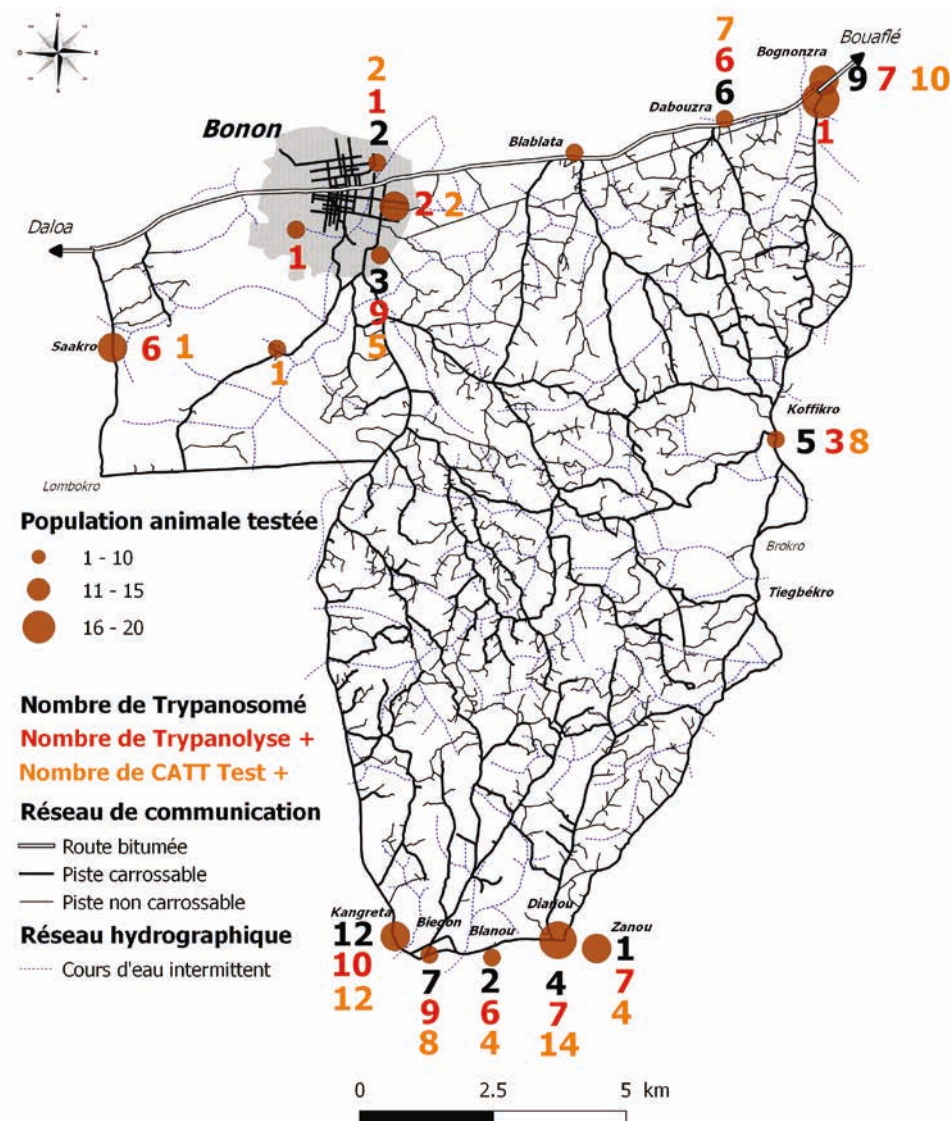 N
O
E
S
7
6
6
Bognonzra
Bouaflé
9 7 10
1
Dabouzra
2
1
2
Bonon
Blablata
2 2
1
Daloa
3
9
5
Saakro
6 1
1
Koffikro
5 3 8
Lombokro
Brokro
Tiegbékro
Population animale testée
1 - 10
11 - 15
16 - 20
Nombre de Trypanosomé
Nombre de Trypanolyse +
Nombre de CATT Test +
Réseau de communication
Route bitumée
Piste carrossable
Piste non carrossable
Réseau hydrographique
Cours d'eau intermittent
Kangreta
12
10
12
Biegon
7
9
8
Blanou
2
6
4
Dianou
4
7
14
Zanou
1
7
4
0 2.5 5 km